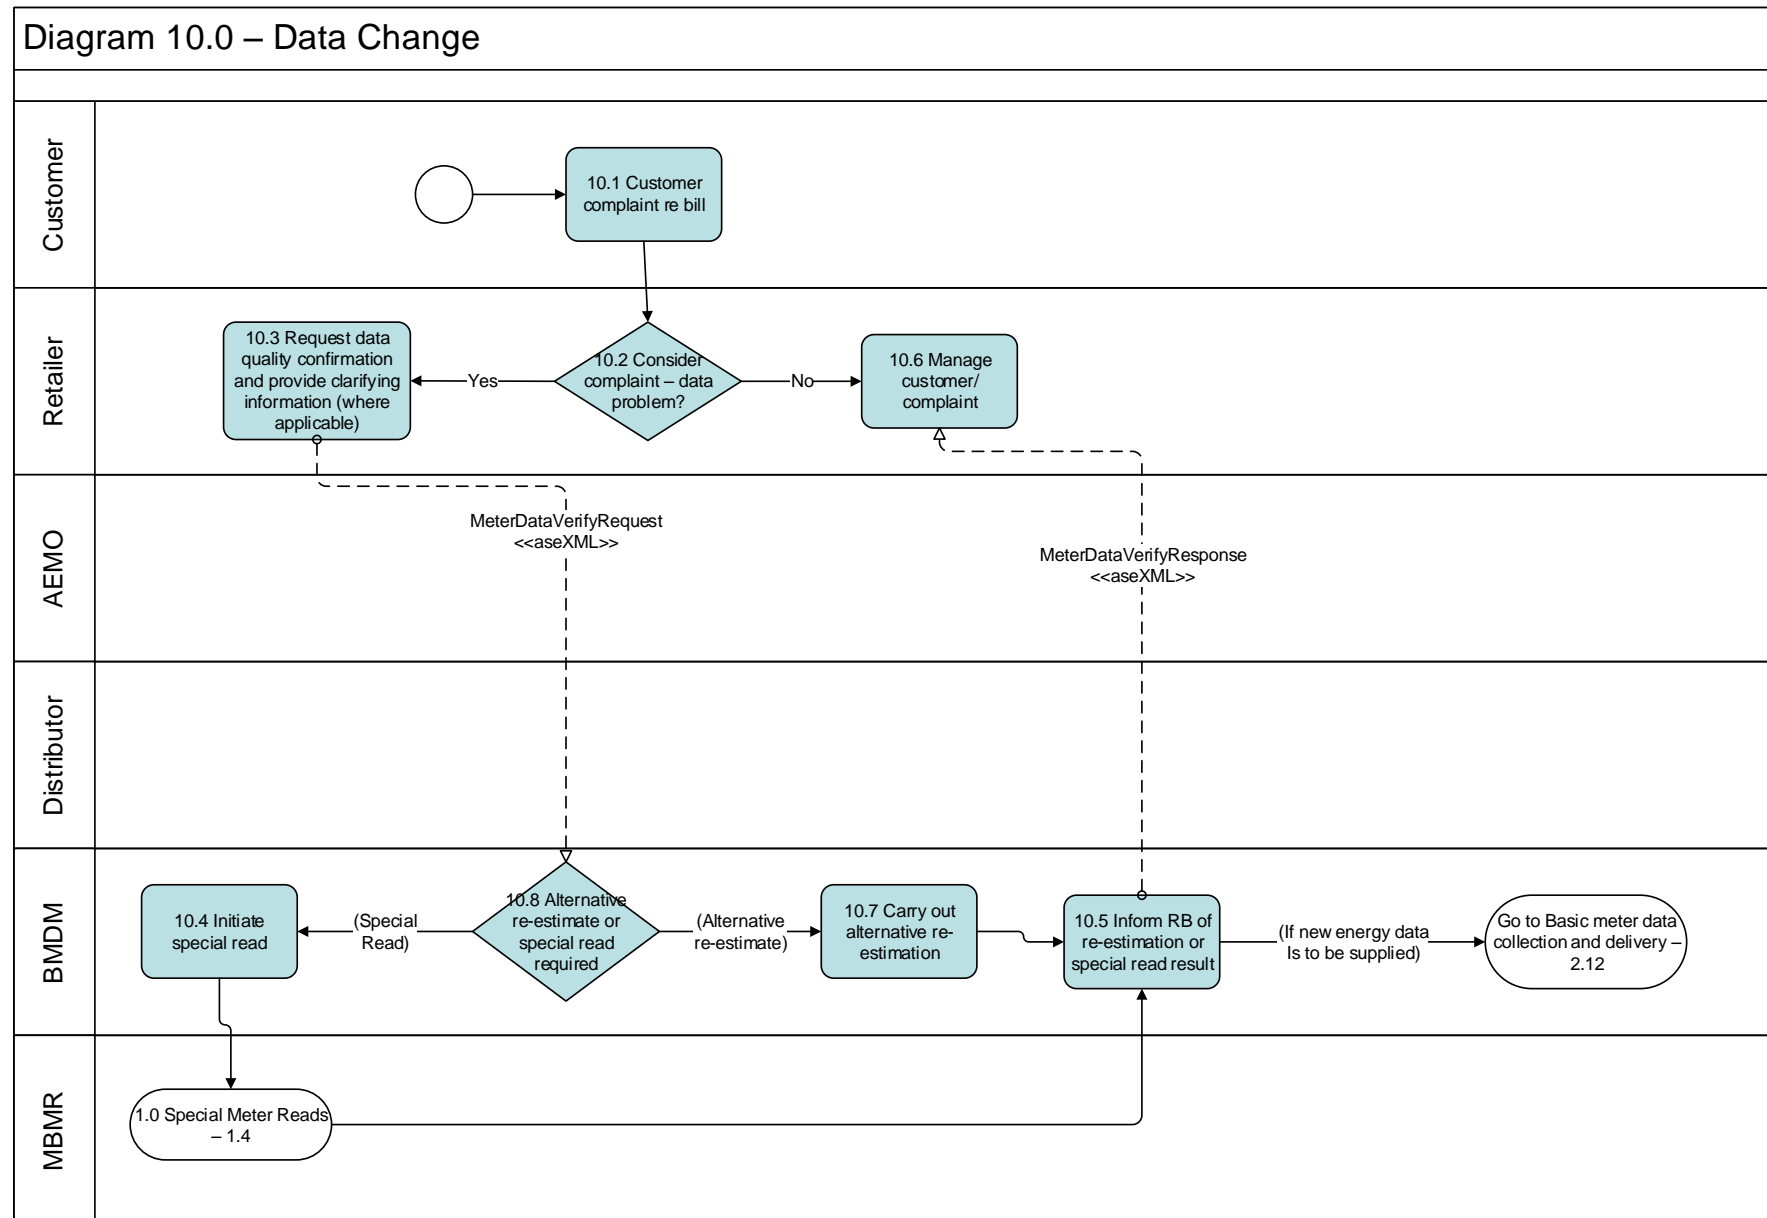 Diagram 10.0 – Data Change
Customer
10.1 Customer
complaint re bill
Retailer
10.3 Request data
quality confirmation
and provide clarifying
information (where
applicable)
Yes
10.2 Consider
complaint – data
problem?
No
10.6 Manage
customer/
complaint
AEMO
MeterDataVerifyRequest
<<aseXML>>
MeterDataVerifyResponse
<<aseXML>>
Distributor
BMDM
10.4 Initiate
special read
(Special
Read)
10.8 Alternative
re-estimate or
special read
required
(Alternative
re-estimate)
10.7 Carry out
alternative re-
estimation
10.5 Inform RB of
re-estimation or
special read result
(If new energy data
Is to be supplied)
Go to Basic meter data
collection and delivery –
2.12
MBMR
1.0 Special Meter Reads
– 1.4